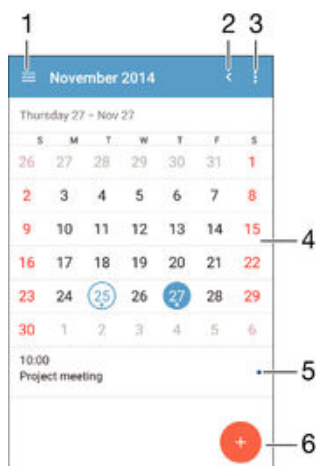 1 2 3
November 2014
Thursday 27 – Nov 27
S M T W T F S
26 27 28 29 30 31 1
2 3 4 5 6 7 8
9 10 11 12 13 14 15
4
16 17 18 19 20 21 22
23 24 25 26 27 28 29
30 1 2 3 4 5 6
10:00
5
Project meeting
+ 6